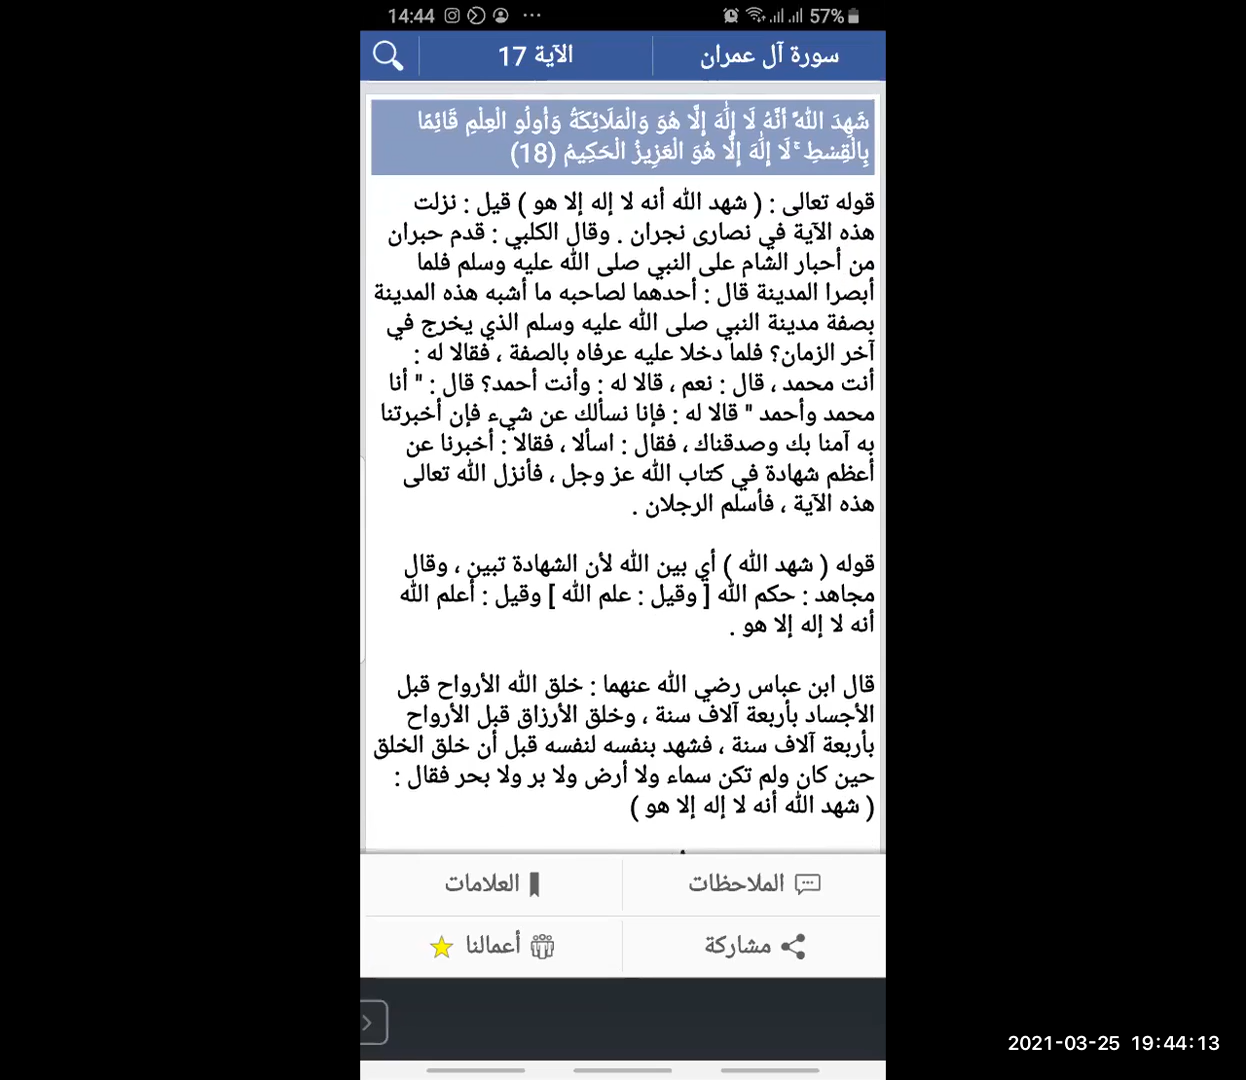 14:44 57%
سورة آل عمران
الآية 17
شَهِدَ اللَّهُ أَنَّهُ لَا إِلَٰهَ إِلَّا هُوَ وَالْمَلَائِكَةُ وَأُولُو الْعِلْمِ قَائِمًا
بِالْقِسْطِ ۚ لَا إِلَٰهَ إِلَّا هُوَ الْعَزِيزُ الْحَكِيمُ (18)
قوله تعالى : ( شهد الله أنه لا إله إلا هو ) قيل : نزلت
هذه الآية في نصارى نجران . وقال الكلبي : قدم حبران
من أحبار الشام على النبي صلى الله عليه وسلم فلما
أبصرا المدينة قال : أحدهما لصاحبه ما أشبه هذه المدينة
بصفة مدينة النبي صلى الله عليه وسلم الذي يخرج في
آخر الزمان؟ فلما دخلا عليه عرفاه بالصفة ، فقالا له :
أنت محمد ، قال : نعم ، قالا له : وأنت أحمد؟ قال : " أنا
محمد وأحمد " قالا له : فإنا نسألك عن شيء فإن أخبرتنا
به آمنا بك وصدقناك ، فقال : اسألا ، فقالا : أخبرنا عن
أعظم شهادة في كتاب الله عز وجل ، فأنزل الله تعالى
هذه الآية ، فأسلم الرجلان .
قوله ( شهد الله ) أي بين الله لأن الشهادة تبين ، وقال
مجاهد : حكم الله [ وقيل : علم الله ] وقيل : أعلم الله
أنه لا إله إلا هو .
قال ابن عباس رضي الله عنهما : خلق الله الأرواح قبل
الأجساد بأربعة آلاف سنة ، وخلق الأرزاق قبل الأرواح
بأربعة آلاف سنة ، فشهد بنفسه لنفسه قبل أن خلق الخلق
حين كان ولم تكن سماء ولا أرض ولا بر ولا بحر فقال :
( شهد الله أنه لا إله إلا هو )
الملاحظات
العلامات
مشاركة
أعمالنا
2021-03-25 19:44:13